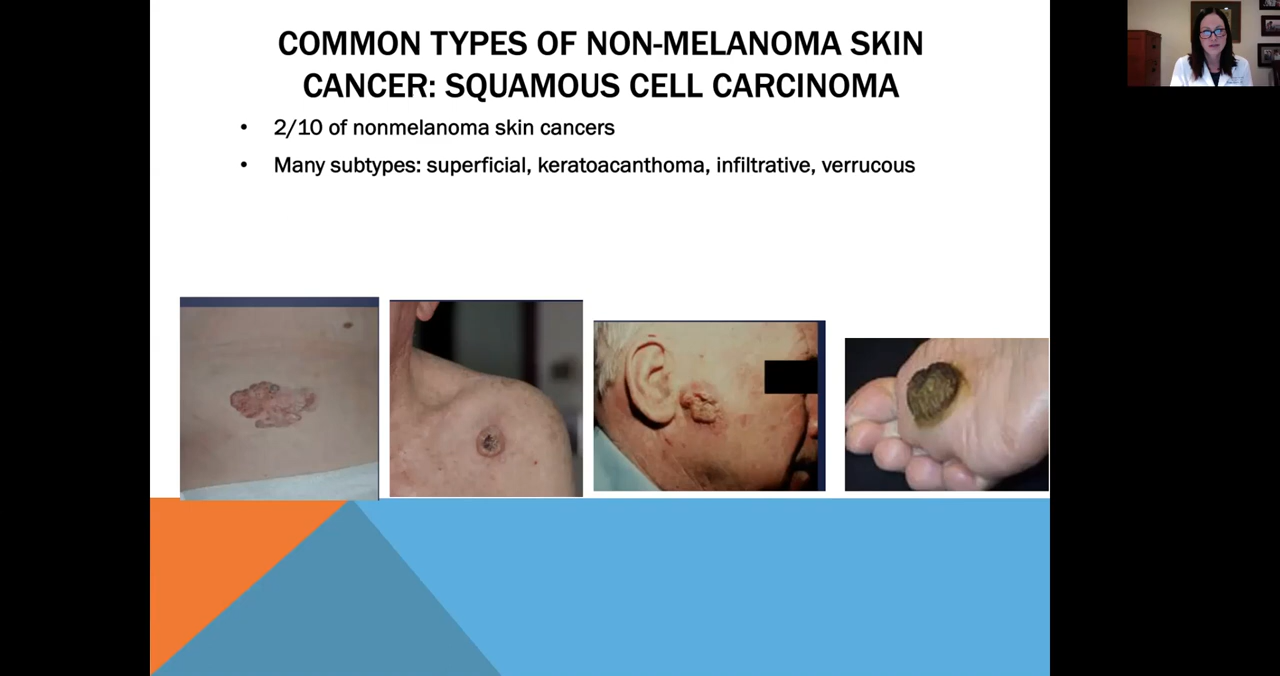 COMMON TYPES OF NON-MELANOMA SKIN
CANCER: SQUAMOUS CELL CARCINOMA
• 2/10 of nonmelanoma skin cancers
• Many subtypes: superficial, keratoacanthoma, infiltrative, verrucous